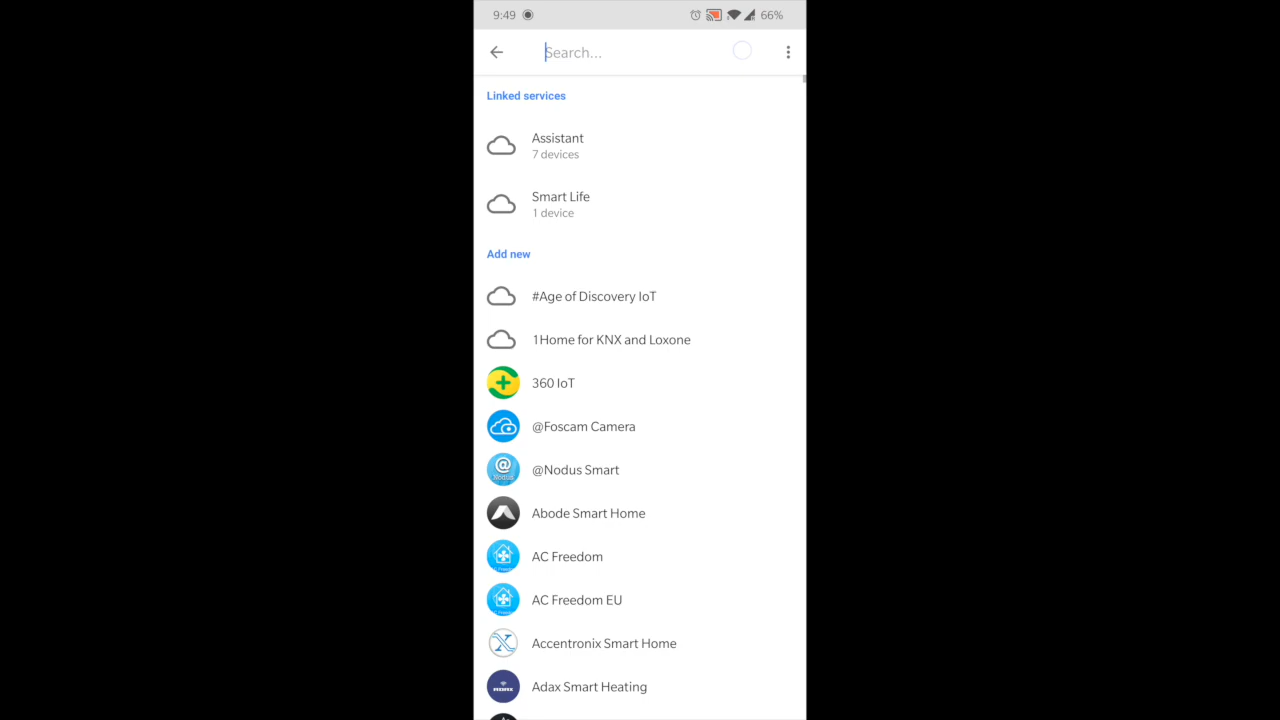 9:49 66%
Search...
Linked services
Assistant
7 devices
Smart Life
1 device
Add new
#Age of Discovery IoT
1Home for KNX and Loxone
360 IoT
@Foscam Camera
@
Nodus
@Nodus Smart
Abode Smart Home
AC Freedom
AC Freedom EU
Accentronix Smart Home
ADAX
Adax Smart Heating